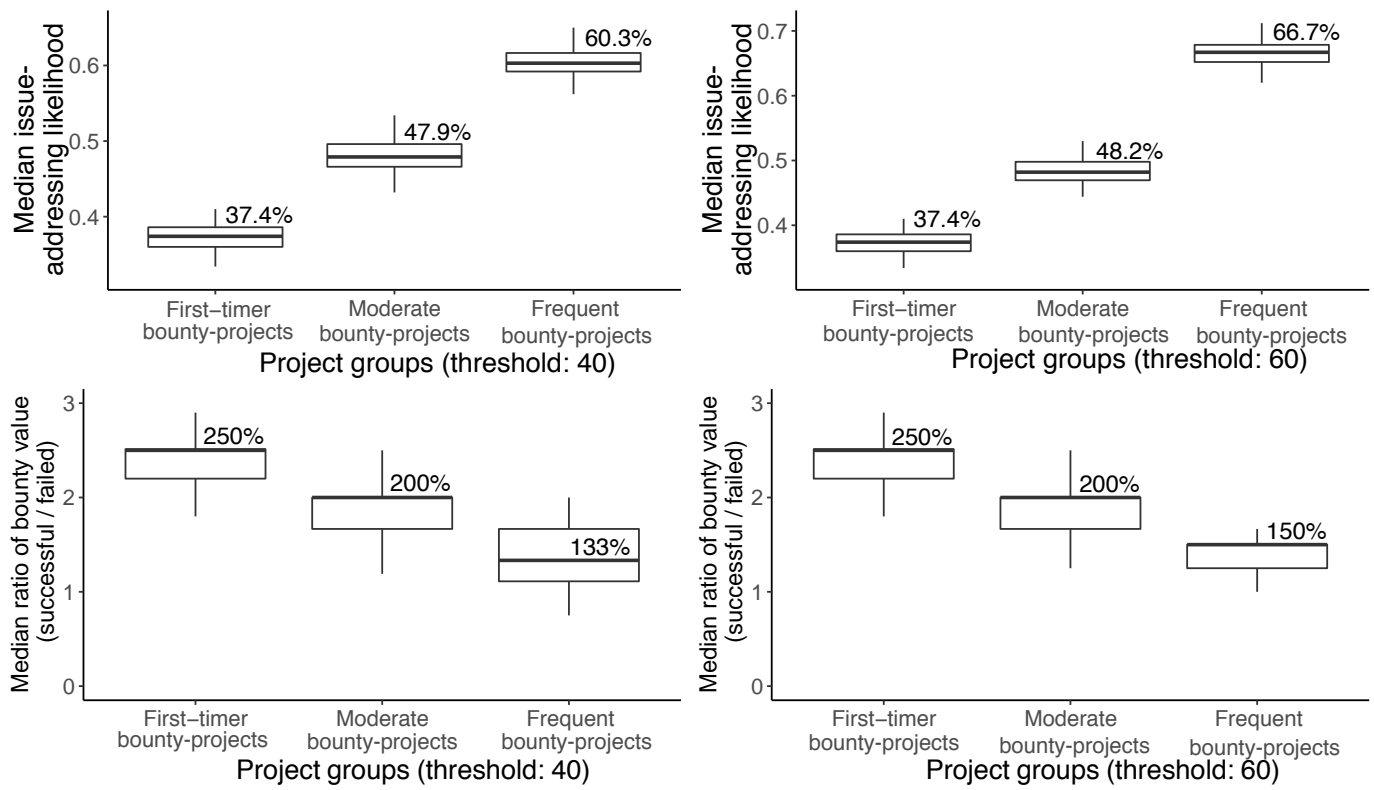 Median issue-
addressing likelihood
0.6
0.5
0.4
37.4%
47.9%
60.3%
First−timer
bounty-projects
Moderate
bounty-projects
Frequent
bounty-projects
Project groups (threshold: 40)
Median issue-
addressing likelihood
0.7
0.6
0.5
0.4
37.4%
48.2%
66.7%
First−timer
bounty-projects
Moderate
bounty-projects
Frequent
bounty-projects
Project groups (threshold: 60)
Median ratio of bounty value
(successful / failed)
3
2
1
0
250%
200%
133%
First−timer
bounty-projects
Moderate
bounty-projects
Frequent
bounty-projects
Project groups (threshold: 40)
Median ratio of bounty value
(successful / failed)
3
2
1
0
250%
200%
150%
First−timer
bounty-projects
Moderate
bounty-projects
Frequent
bounty-projects
Project groups (threshold: 60)